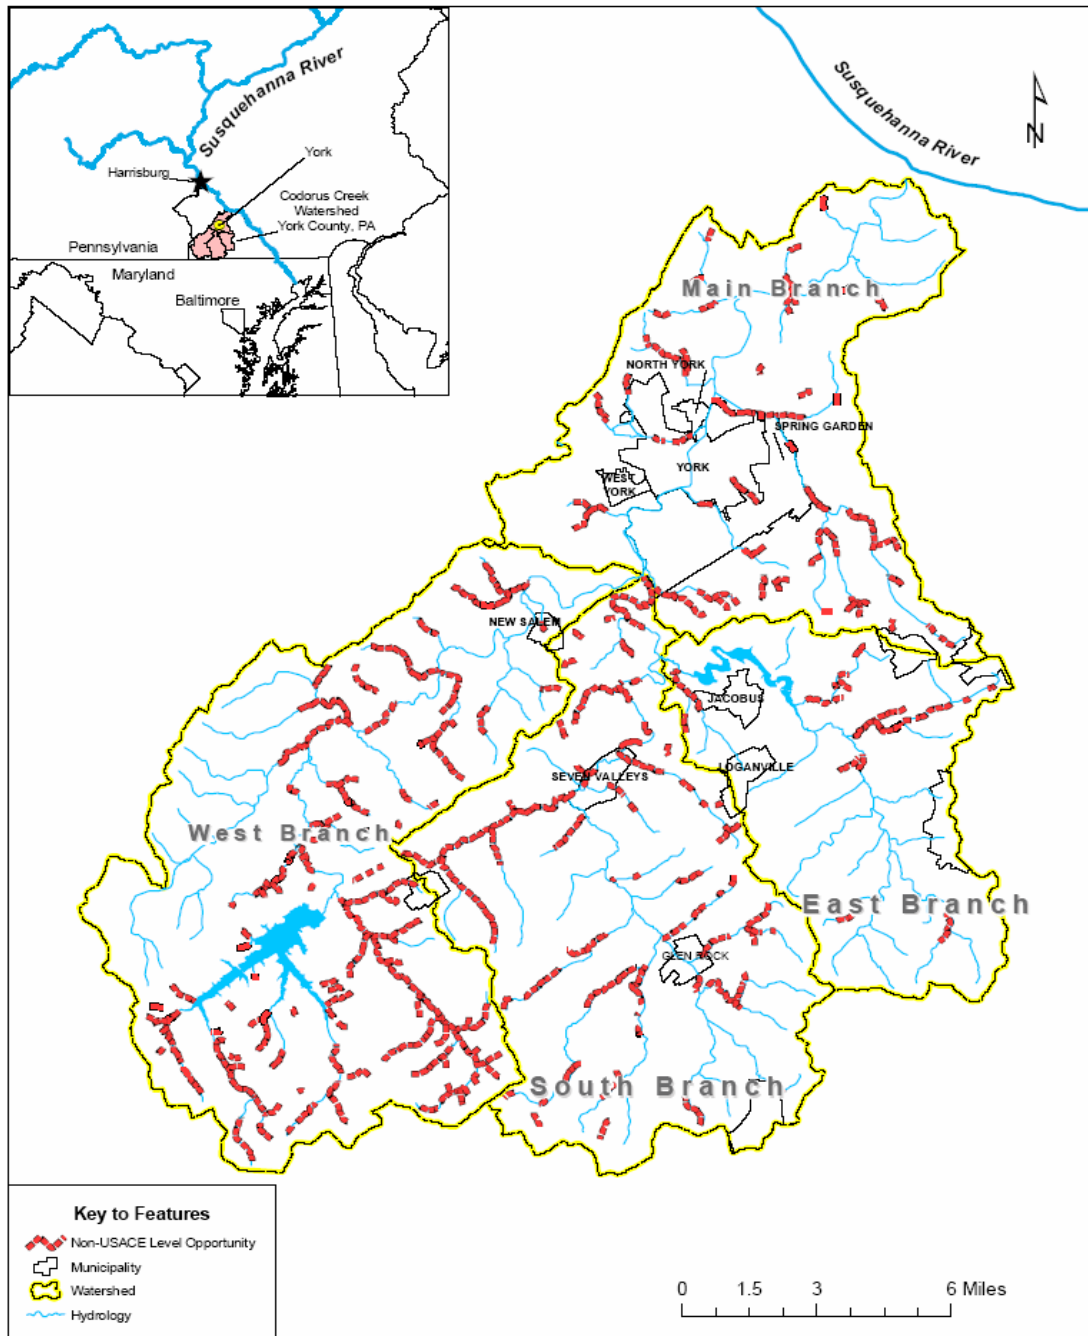 Susquehanna River
Harrisburg
York
Codorus Creek
Watershed
York County, PA
Pennsylvania
Maryland
Baltimore
Susquehanna River
N
Main Branch
NORTH YORK
SPRING GARDEN
YORK
WEST
YORK
NEW SALEM
JACOBUS
LOGANVILLE
SEVEN VALLEYS
West Branch
East Branch
GLEN ROCK
South Branch
Key to Features
Non-USACE Level Opportunity
Municipality
Watershed
Hydrology
0 1.5 3 6 Miles